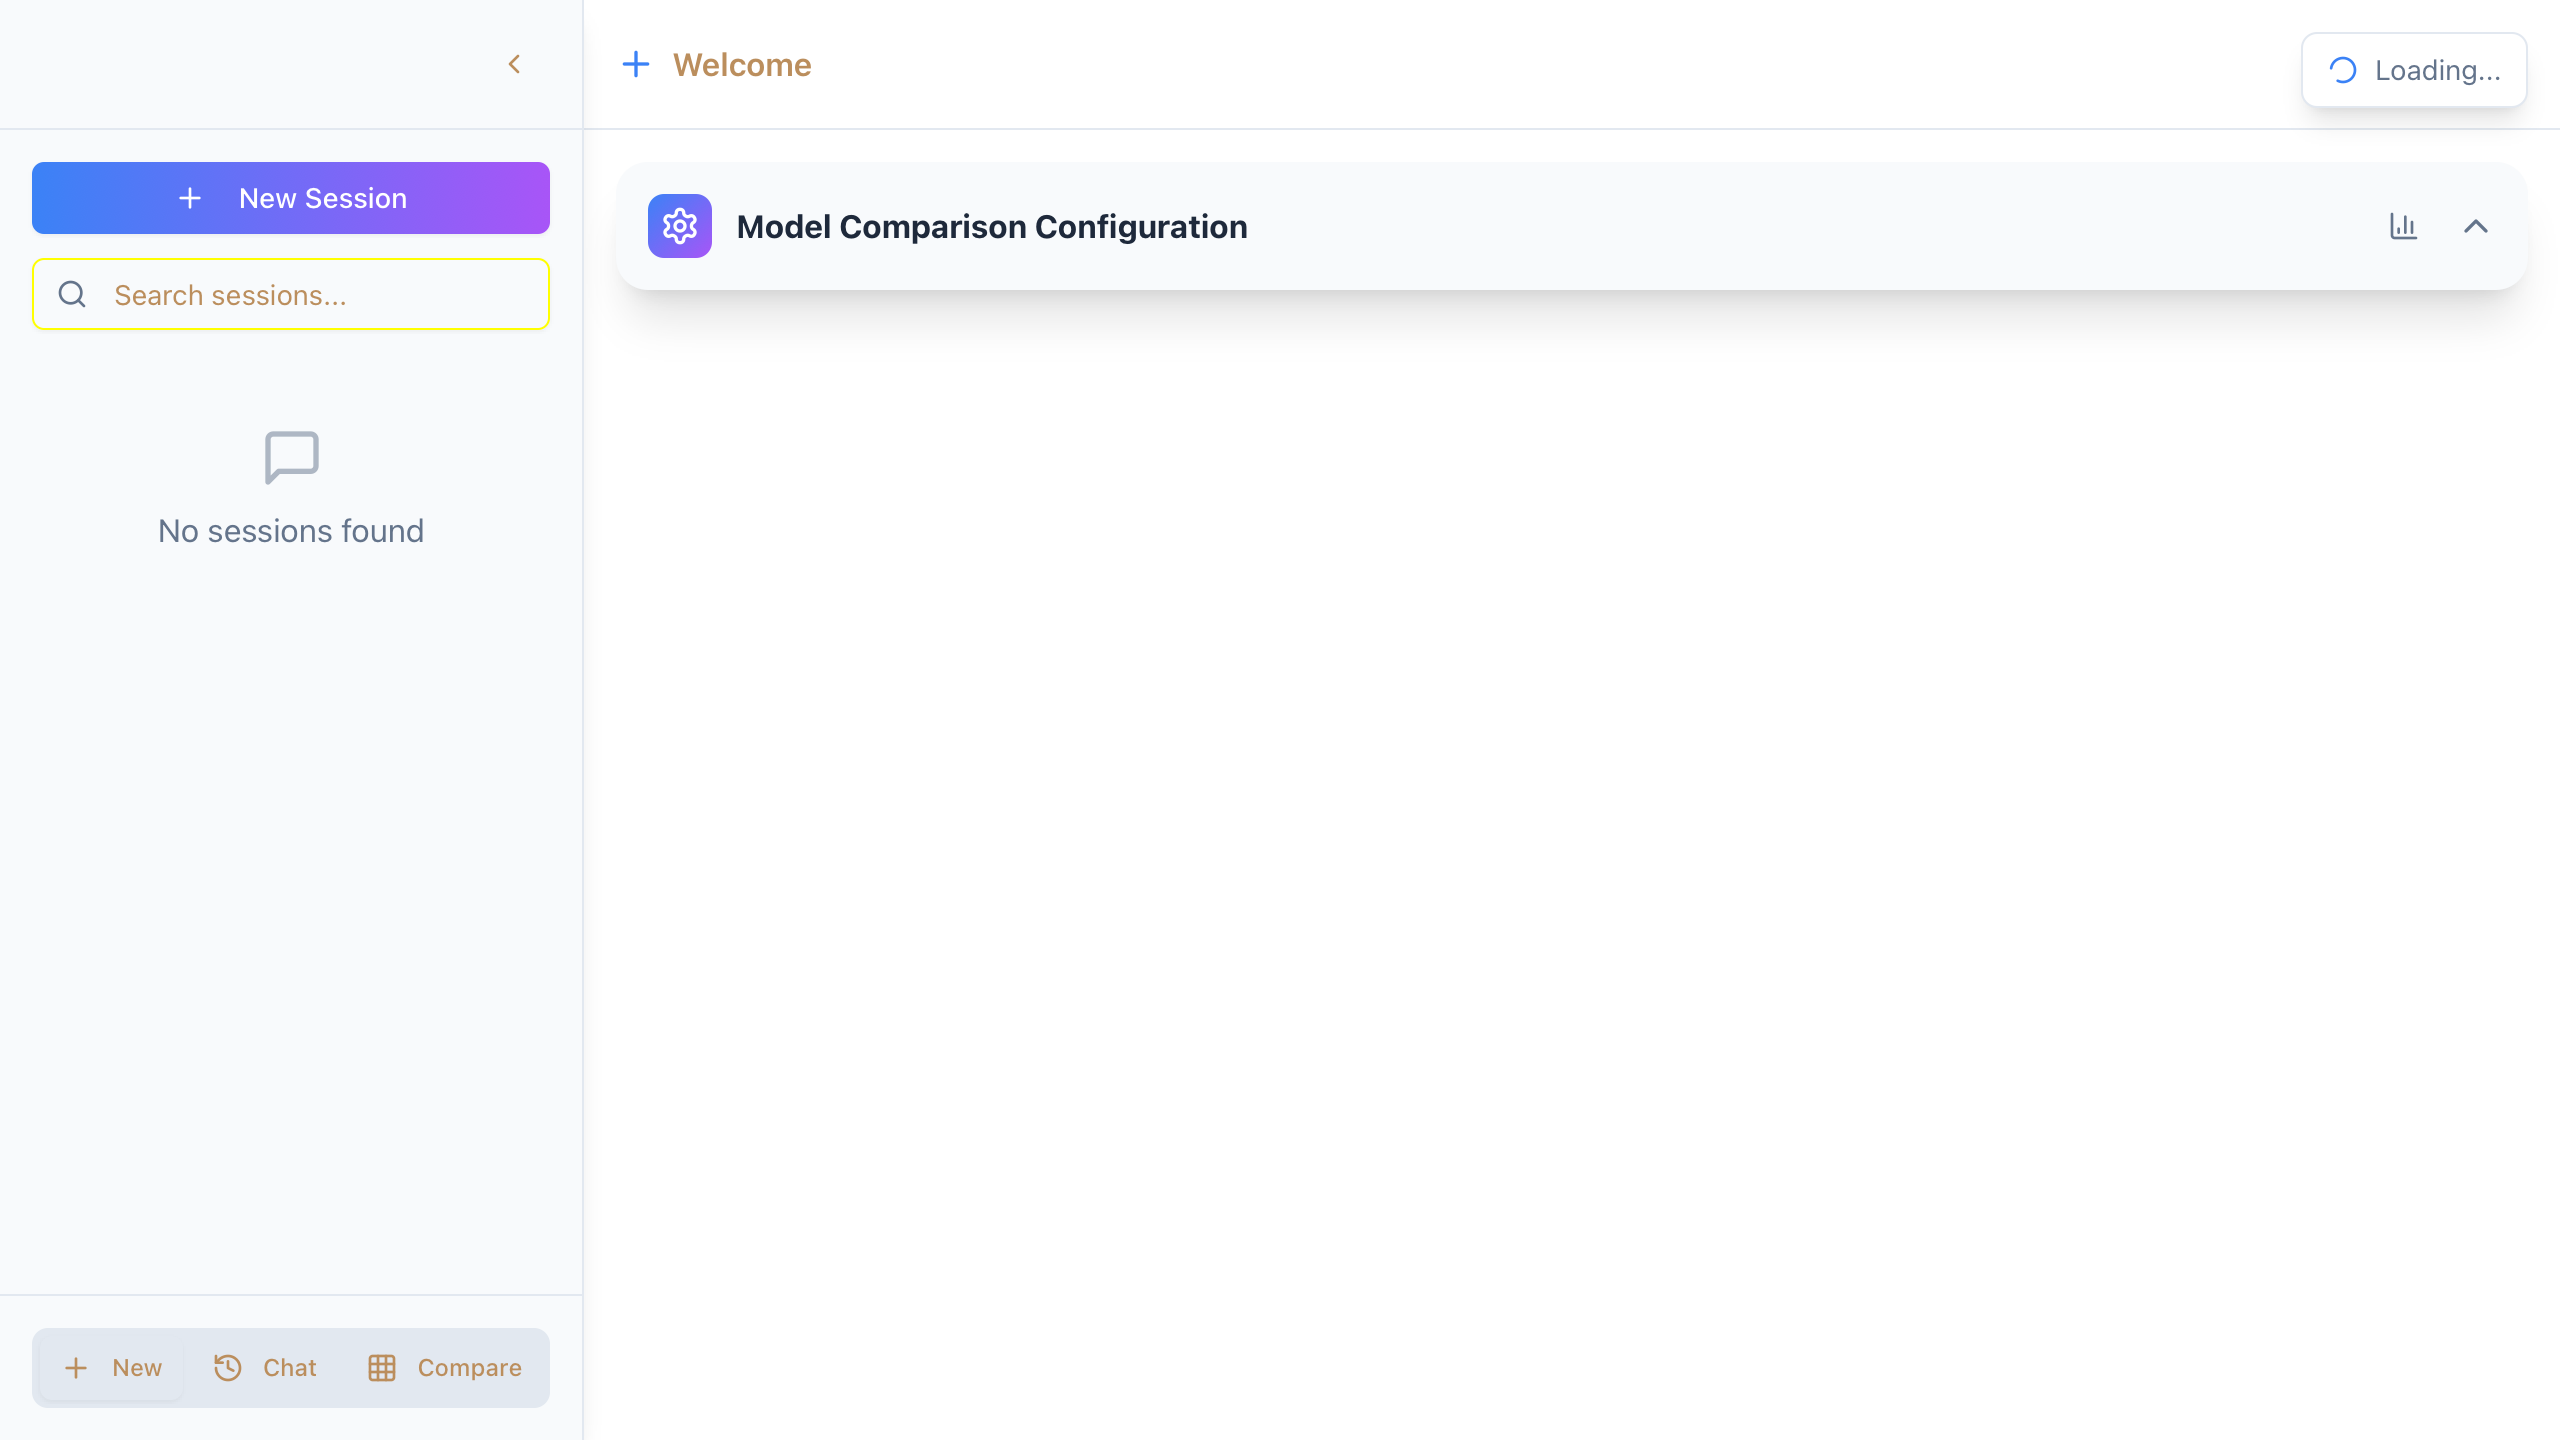 Welcome
Loading...
New Session
Search sessions...
No sessions found
Model Comparison Configuration
New
Chat
Compare